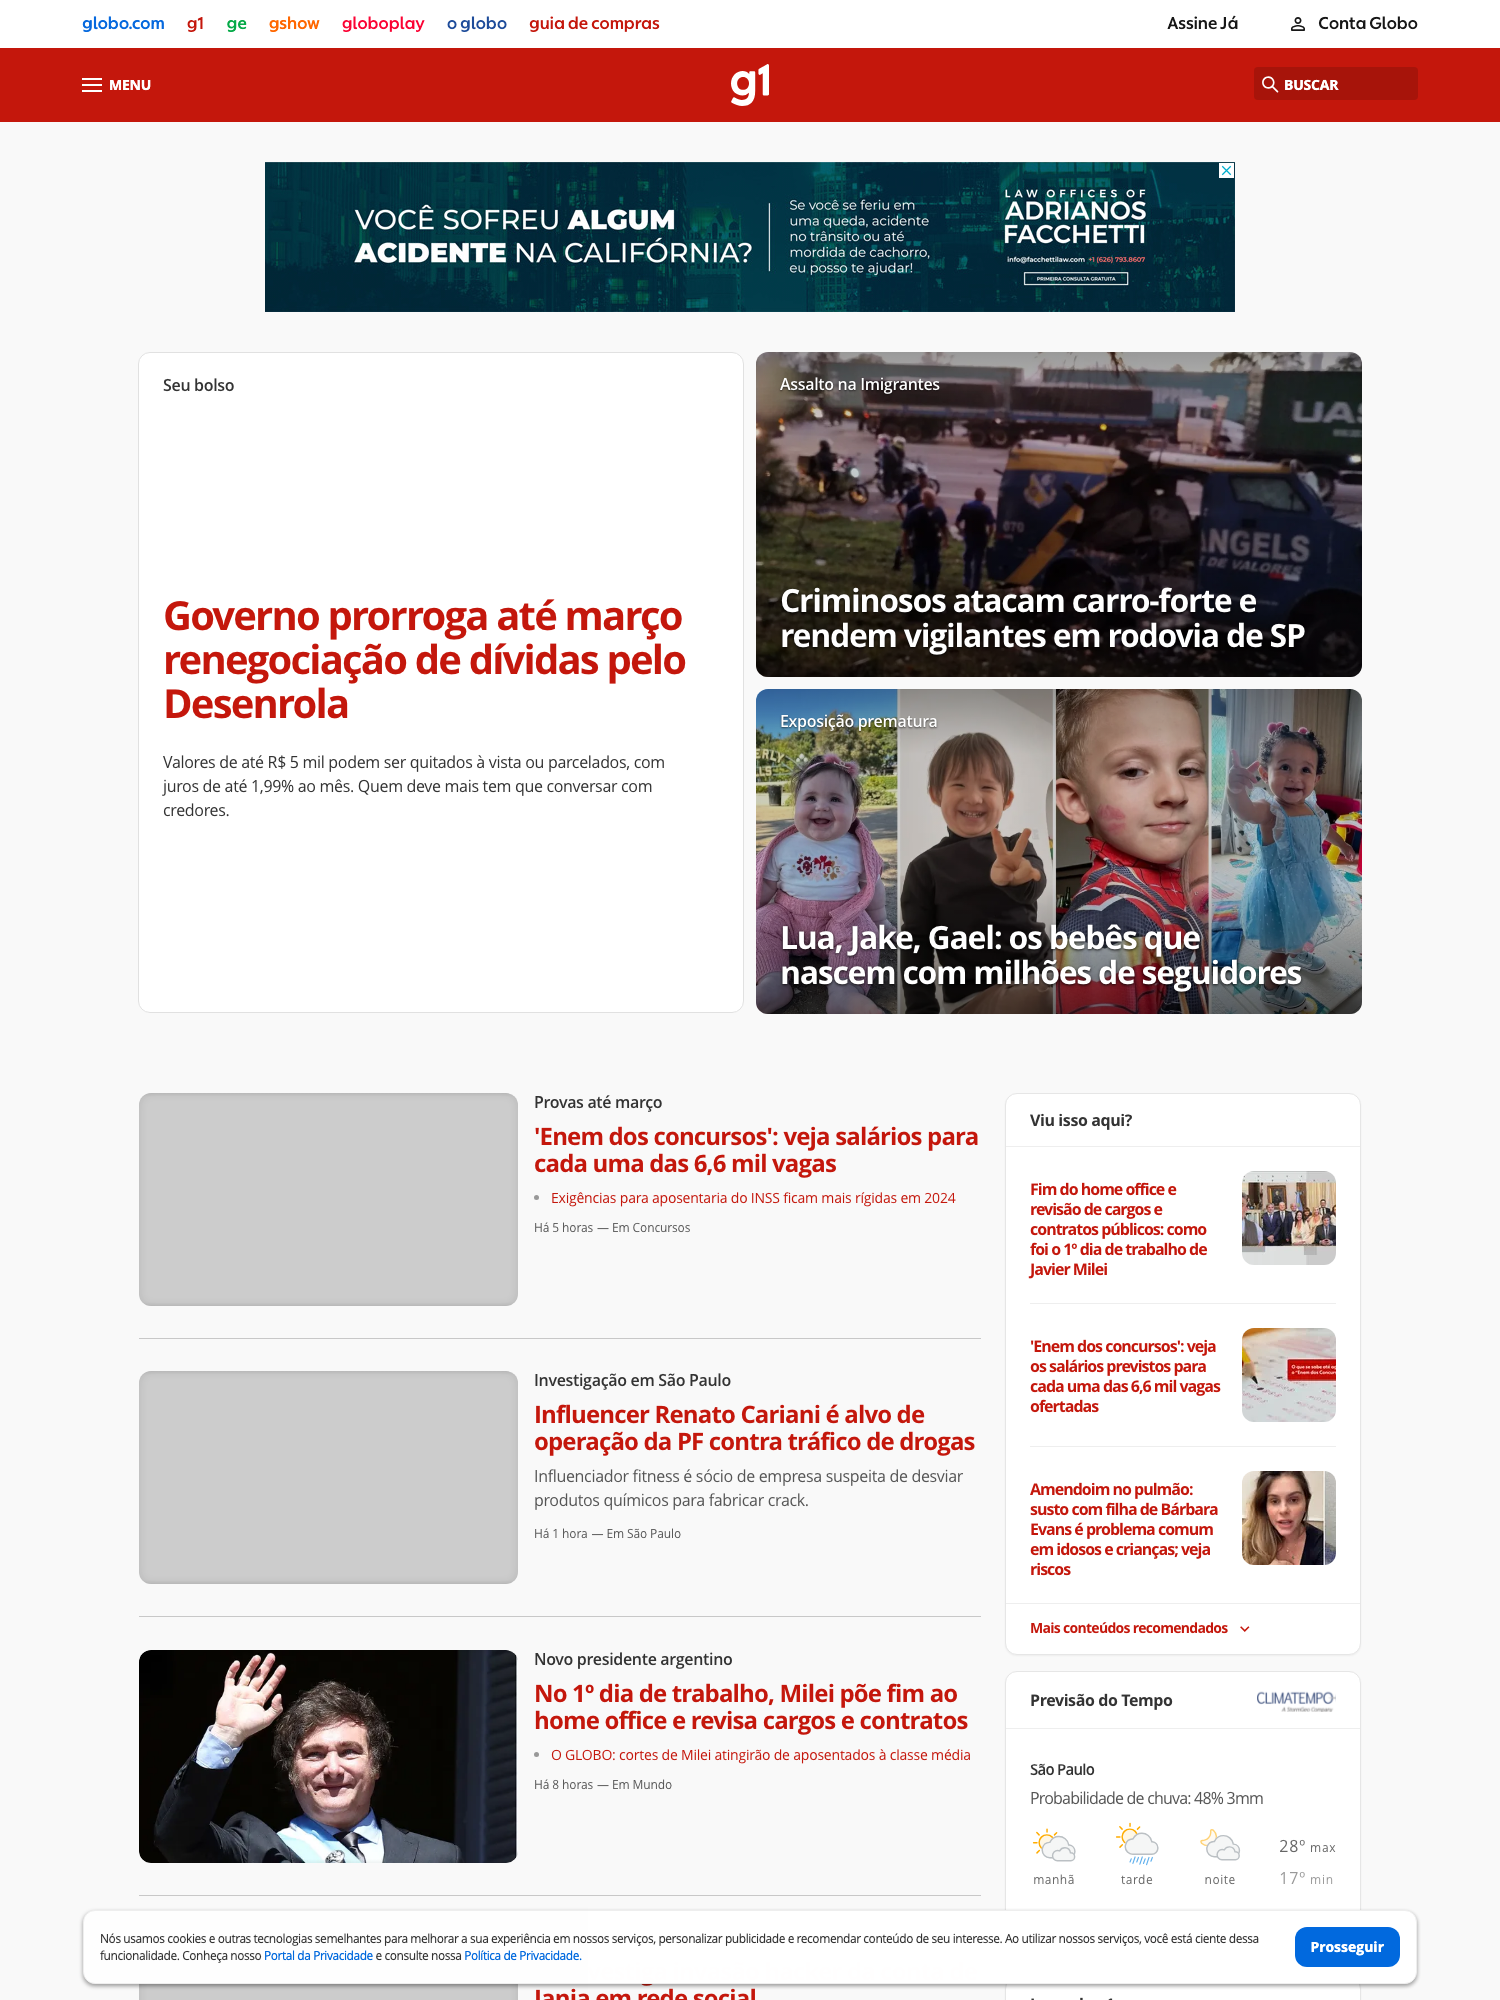 globo.com g1 ge gshow globoplay o globo guia de compras Assine Já Conta Globo
MENU g1 BUSCAR
VOCÊ SOFREU ALGUM
ACIDENTE NA CALIFÓRNIA?
Se você se feriu em
uma queda, acidente
no trânsito ou até
mordida de cachorro,
eu posso te ajudar!
LAW OFFICES OF
ADRIANOS
FACCHETTI
info@facchettilaw.com +1 (626) 793.8607
PRIMEIRA CONSULTA GRATUITA
Seu bolso
Governo prorroga até março
renegociação de dívidas pelo
Desenrola
Valores de até R$ 5 mil podem ser quitados à vista ou parcelados, com
juros de até 1,99% ao mês. Quem deve mais tem que conversar com
credores.
Assalto na Imigrantes
UAS
ANGELS
DE VALORES
Criminosos atacam carro-forte e
rendem vigilantes em rodovia de SP
Exposição prematura
Lua, Jake, Gael: os bebês que
nascem com milhões de seguidores
Provas até março
'Enem dos concursos': veja salários para
cada uma das 6,6 mil vagas
Exigências para aposentaria do INSS ficam mais rígidas em 2024
Há 5 horas — Em Concursos
Investigação em São Paulo
Influencer Renato Cariani é alvo de
operação da PF contra tráfico de drogas
Influenciador fitness é sócio de empresa suspeita de desviar
produtos químicos para fabricar crack.
Há 1 hora — Em São Paulo
Novo presidente argentino
No 1º dia de trabalho, Milei põe fim ao
home office e revisa cargos e contratos
O GLOBO: cortes de Milei atingirão de aposentados à classe média
Há 8 horas — Em Mundo
Viu isso aqui?
Fim do home office e
revisão de cargos e
contratos públicos: como
foi o 1º dia de trabalho de
Javier Milei
'Enem dos concursos': veja
os salários previstos para
cada uma das 6,6 mil vagas
ofertadas
Amendoim no pulmão:
susto com filha de Bárbara
Evans é problema comum
em idosos e crianças; veja
riscos
Mais conteúdos recomendados
Previsão do Tempo CLIMATEMPO
São Paulo
Probabilidade de chuva: 48% 3mm
28º max
17º min
manhã tarde noite
Nós usamos cookies e outras tecnologias semelhantes para melhorar a sua experiência em nossos serviços, personalizar publicidade e recomendar conteúdo de seu interesse. Ao utilizar nossos serviços, você está ciente dessa
funcionalidade. Conheça nosso Portal da Privacidade e consulte nossa Política de Privacidade.
Prosseguir
Janja em rede social